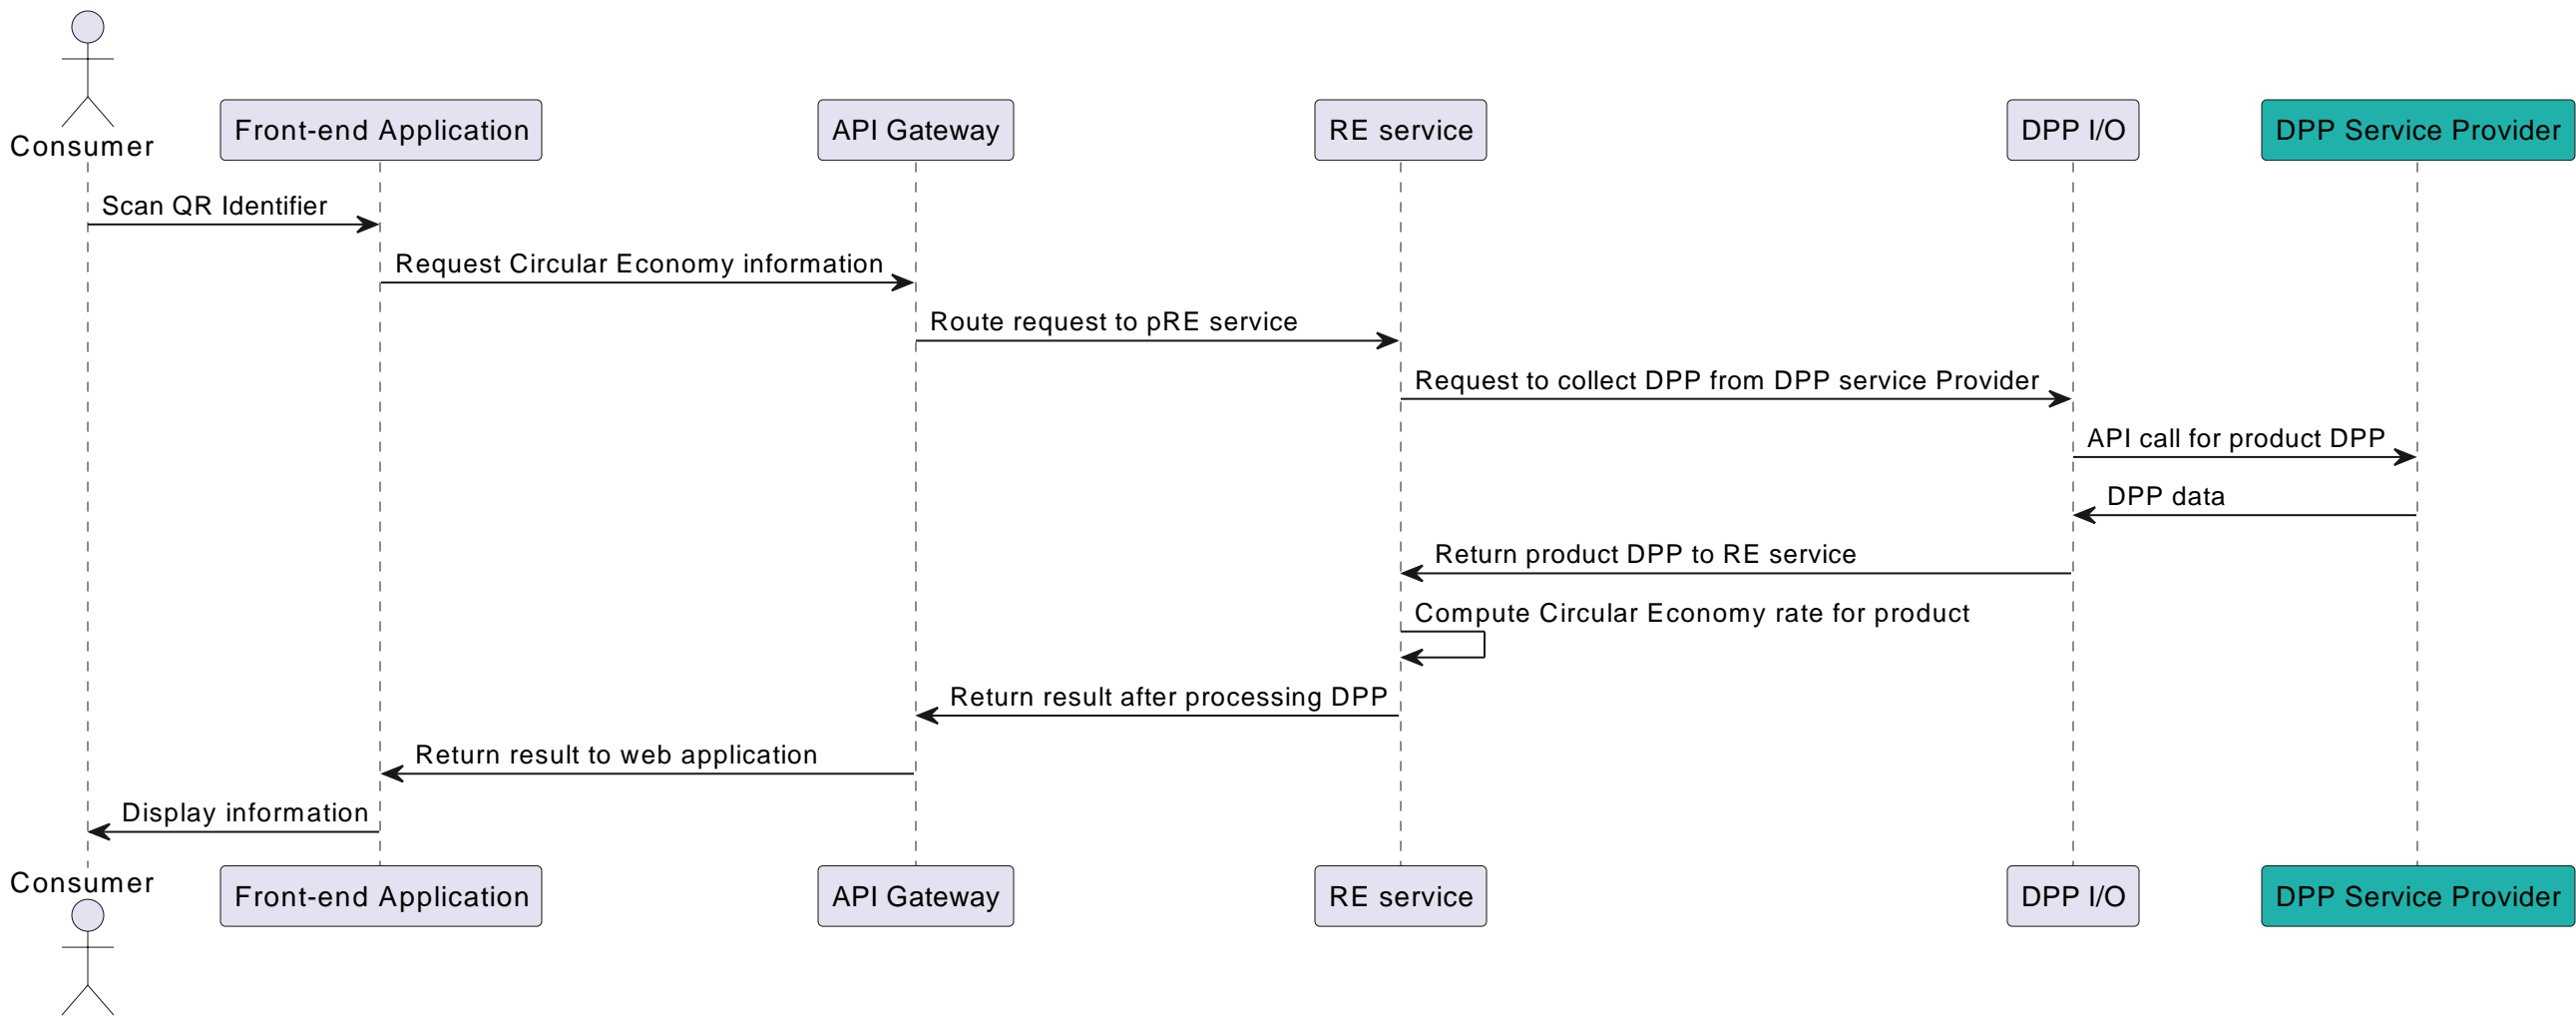 Consumer
Front-end Application
API Gateway
RE service
DPP I/O
DPP Service Provider
Scan QR Identifier
Request Circular Economy information
Route request to pRE service
Request to collect DPP from DPP service Provider
API call for product DPP
DPP data
Return product DPP to RE service
Compute Circular Economy rate for product
Return result after processing DPP
Return result to web application
Display information
Consumer
Front-end Application
API Gateway
RE service
DPP I/O
DPP Service Provider